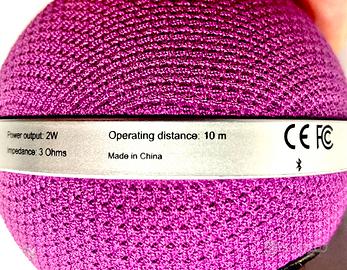 Power output: 2W
Impedance: 3 Ohms
Operating distance: 10 m
Made in China
CE FC